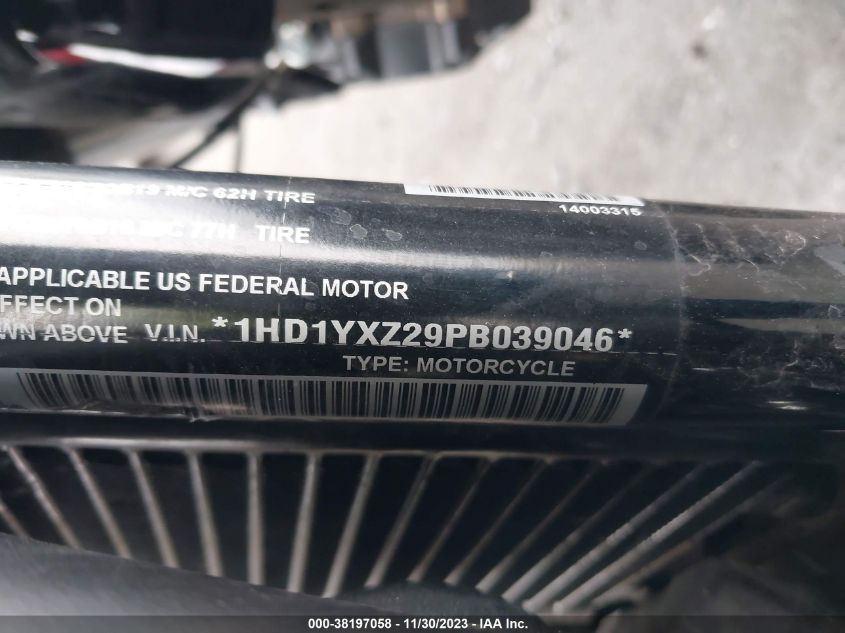 M/C 62H TIRE
14003315
77H TIRE
APPLICABLE US FEDERAL MOTOR
EFFECT ON
WN ABOVE V.I.N. *1HD1YXZ29PB039046*
TYPE: MOTORCYCLE
000-38197058 - 11/30/2023 - IAA Inc.